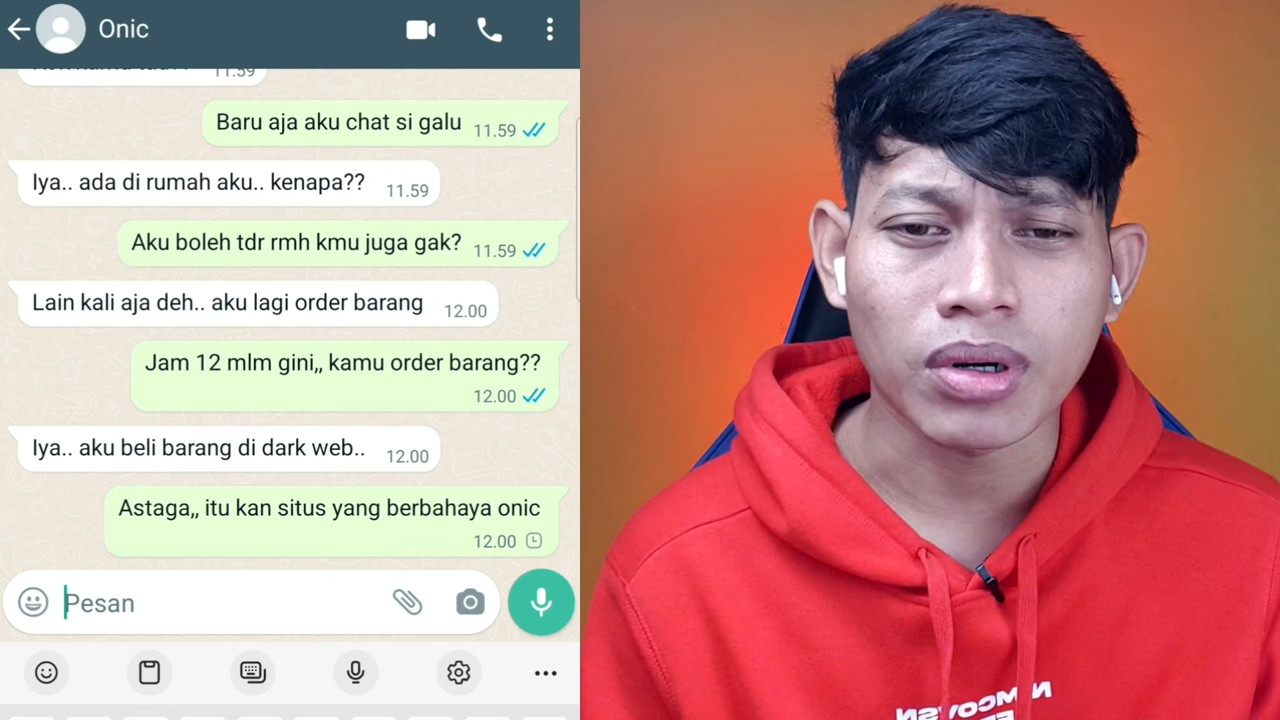 Onic
11.59
Baru aja aku chat si galu 11.59
Iya.. ada di rumah aku.. kenapa?? 11.59
Aku boleh tdr rmh kmu juga gak? 11.59
Lain kali aja deh.. aku lagi order barang 12.00
Jam 12 mlm gini,, kamu order barang??
12.00
Iya.. aku beli barang di dark web.. 12.00
Astaga,, itu kan situs yang berbahaya onic
12.00
Pesan